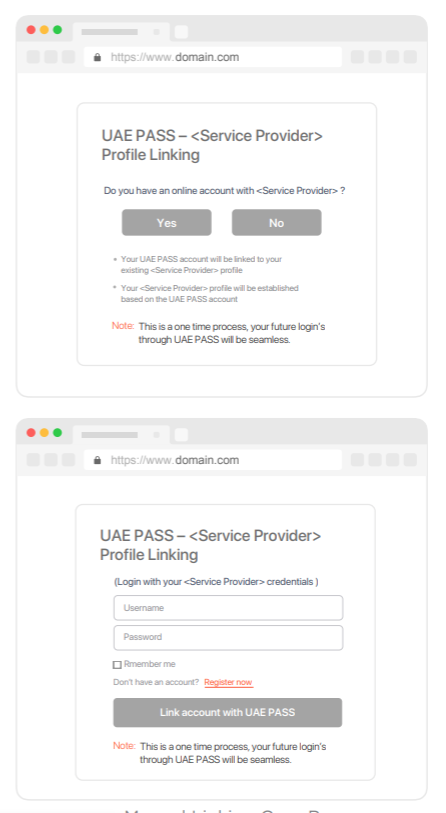 https://www.domain.com
UAE PASS – <Service Provider>
Profile Linking
Do you have an online account with <Service Provider> ?
Yes No
* Your UAE PASS account will be linked to your
existing <Service Provider> profile
* Your <Service Provider> profile will be established
based on the UAE PASS account
Note: This is a one time process, your future login's
through UAE PASS will be seamless.
https://www.domain.com
UAE PASS – <Service Provider>
Profile Linking
(Login with your <Service Provider> credentials )
Username
Password
Rmember me
Don't have an account? Register now
Link account with UAE PASS
Note: This is a one time process, your future login's
through UAE PASS will be seamless.